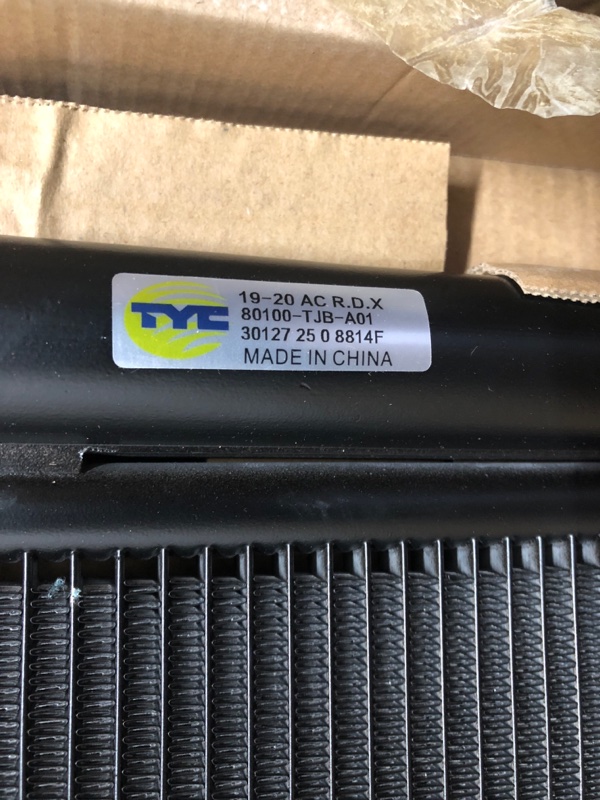 TYC
19-20 AC R.D.X
80100-TJB-A01
30127 25 0 8814F
MADE IN CHINA